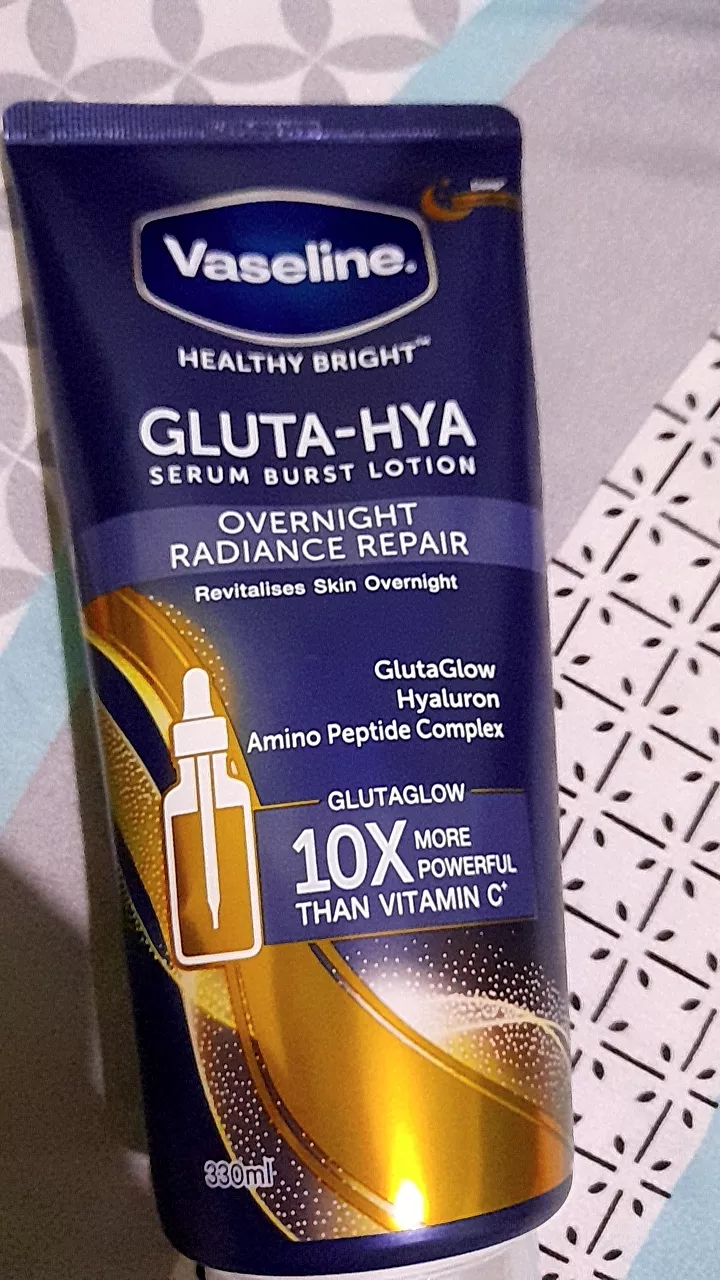 Vaseline.
HEALTHY BRIGHT™
GLUTA-HYA
SERUM BURST LOTION
OVERNIGHT
RADIANCE REPAIR
Revitalises Skin Overnight
GlutaGlow
Hyaluron
Amino Peptide Complex
GLUTAGLOW
10X MORE
POWERFUL
THAN VITAMIN C*
330ml